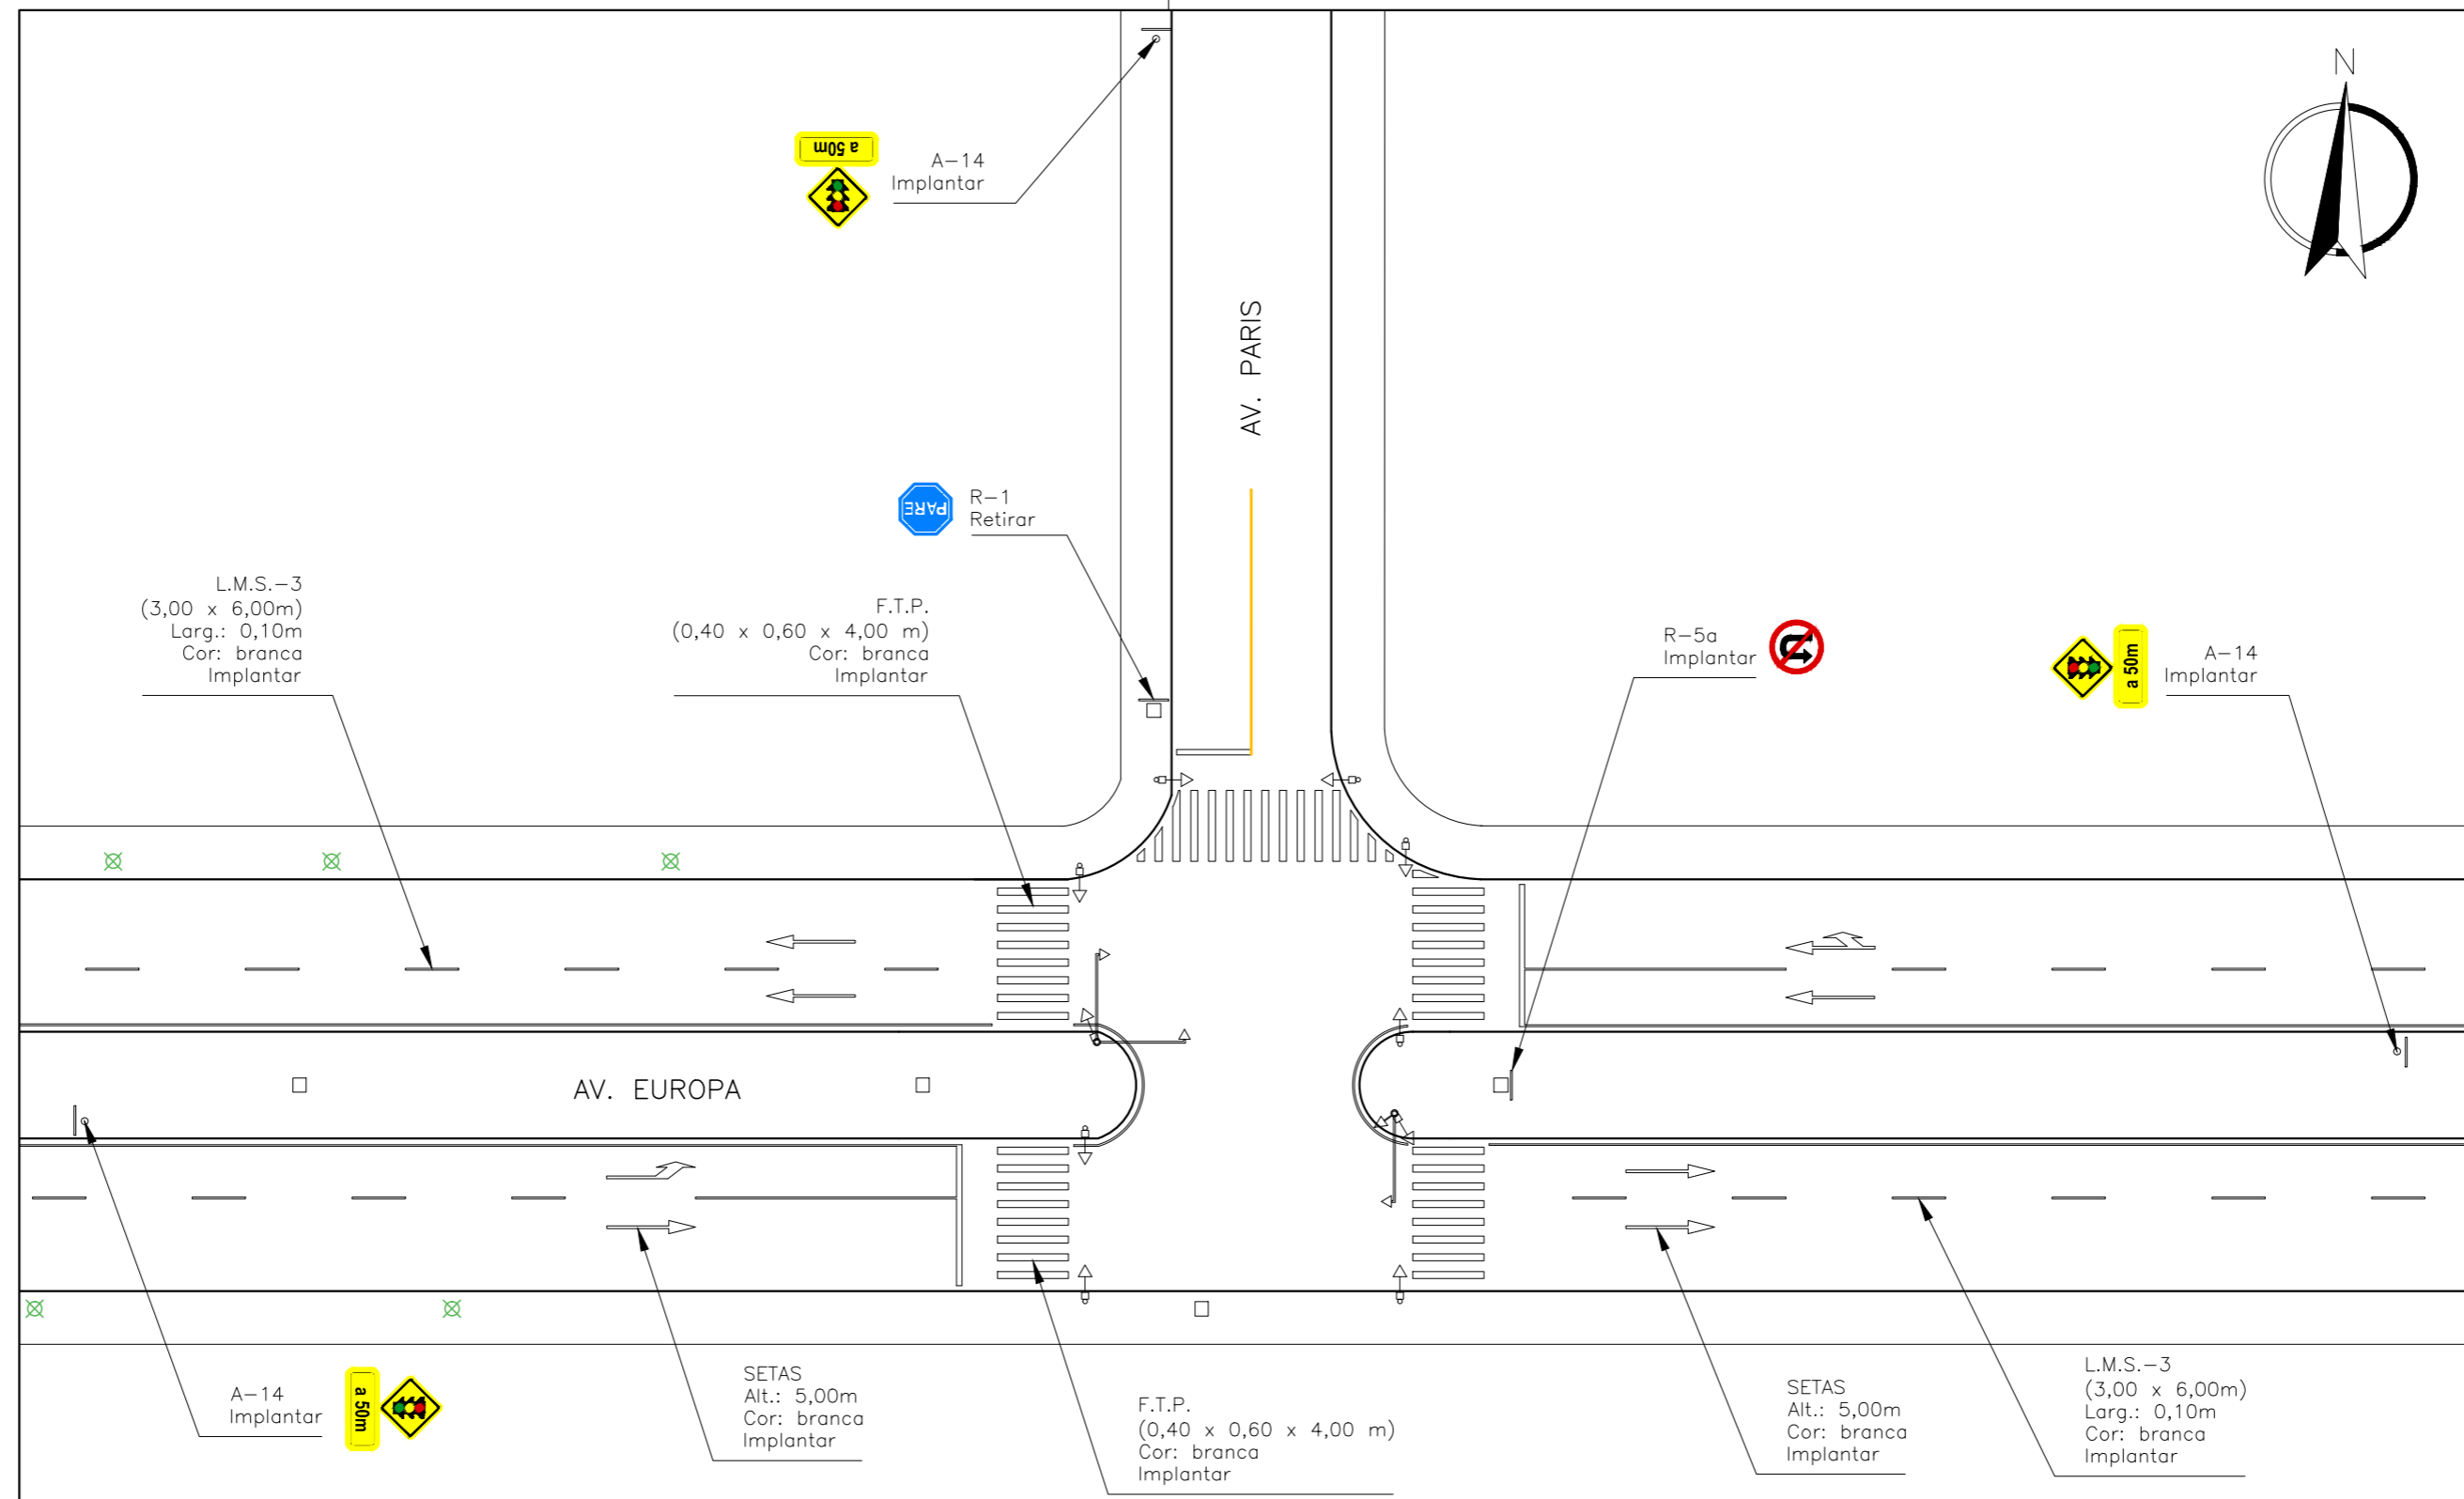 N
a 50m
A-14
Implantar
AV. PARIS
PARE
R-1
Retirar
L.M.S.-3
(3,00 x 6,00m)
Larg.: 0,10m
Cor: branca
Implantar
F.T.P.
(0,40 x 0,60 x 4,00 m)
Cor: branca
Implantar
R-5a
Implantar
a 50m
A-14
Implantar
AV. EUROPA
A-14
Implantar
a 50m
SETAS
Alt.: 5,00m
Cor: branca
Implantar
F.T.P.
(0,40 x 0,60 x 4,00 m)
Cor: branca
Implantar
SETAS
Alt.: 5,00m
Cor: branca
Implantar
L.M.S.-3
(3,00 x 6,00m)
Larg.: 0,10m
Cor: branca
Implantar